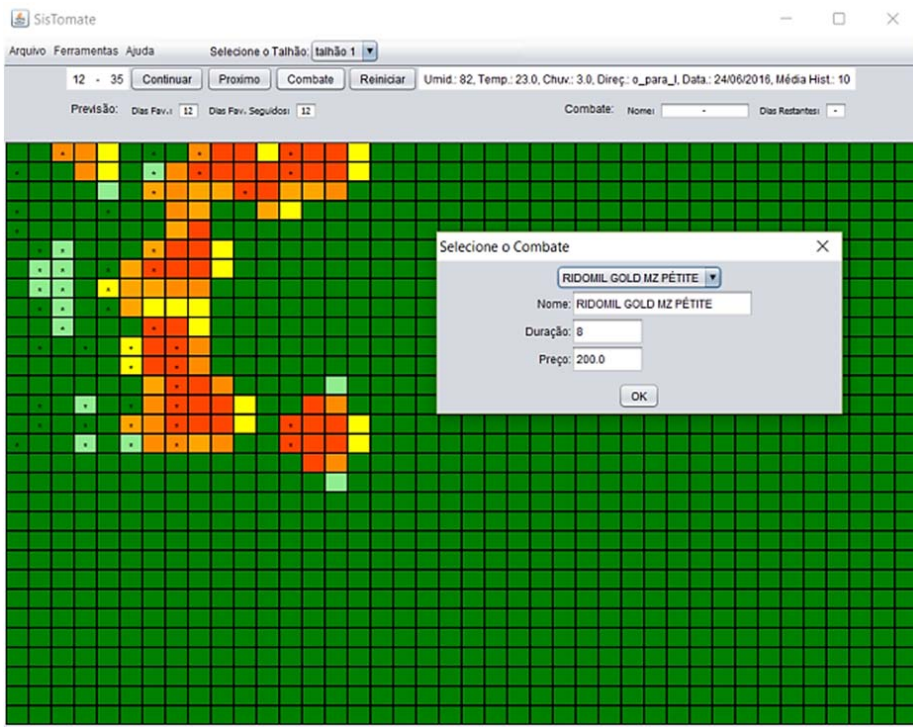 SisTomate
Arquivo Ferramentas Ajuda Selecione o Talhão: talhão 1
12 - 35 Continuar Proximo Combate Reiniciar Umid.: 82, Temp.: 23.0, Chuv.: 3.0, Direç.: o_para_l, Data.: 24/06/2016, Média Hist.: 10
Previsão: Dias Fav.: 12 Dias Fav. Seguidos: 12 Combate: Nome: - Dias Restantes: -
Selecione o Combate
RIDOMIL GOLD MZ PÉTITE
Nome: RIDOMIL GOLD MZ PÉTITE
Duração: 8
Preço: 200.0
OK